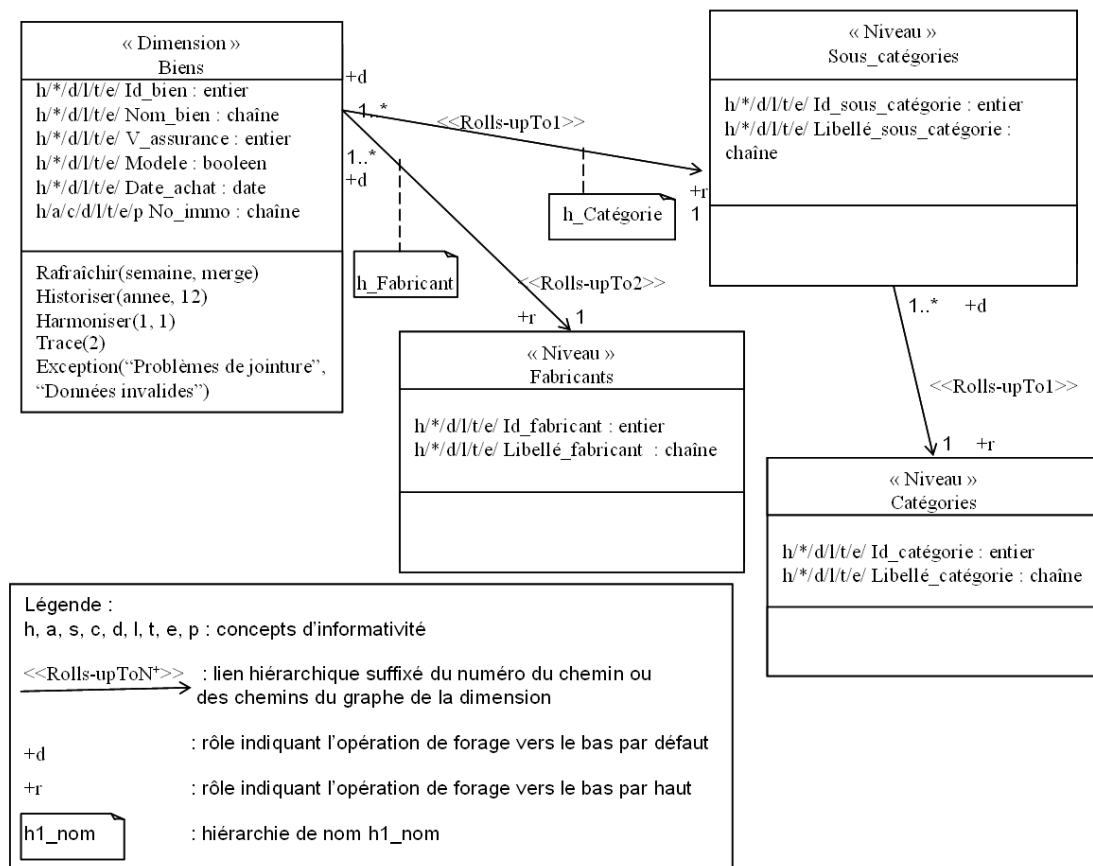 « Dimension »
Biens
h/*/d/l/t/e/ Id_bien : entier
h/*/d/l/t/e/ Nom_bien : chaîne
h/*/d/l/t/e/ V_assurance : entier
h/*/d/l/t/e/ Modele : booleen
h/*/d/l/t/e/ Date_achat : date
h/a/c/d/l/t/e/p No_immo : chaîne
Rafraîchir(semaine, merge)
Historiser(annee, 12)
Harmoniser(1, 1)
Trace(2)
Exception(“Problèmes de jointure”,
“Données invalides”)
+d
1..*
<<Rolls-upTo1>>
1..*
+d
h_Catégorie
+r
1
h_Fabricant
<<Rolls-upTo2>>
+r
1
« Niveau »
Sous_catégories
h/*/d/l/t/e/ Id_sous_catégorie : entier
h/*/d/l/t/e/ Libellé_sous_catégorie :
chaîne
1..*
+d
<<Rolls-upTo1>>
1
+r
« Niveau »
Fabricants
h/*/d/l/t/e/ Id_fabricant : entier
h/*/d/l/t/e/ Libellé_fabricant : chaîne
« Niveau »
Catégories
h/*/d/l/t/e/ Id_catégorie : entier
h/*/d/l/t/e/ Libellé_catégorie : chaîne
Légende :
h, a, s, c, d, l, t, e, p : concepts d’informativité
<<Rolls-upToN⁺>> : lien hiérarchique suffixé du numéro du chemin ou
des chemins du graphe de la dimension
+d : rôle indiquant l’opération de forage vers le bas par défaut
+r : rôle indiquant l’opération de forage vers le bas par haut
h1_nom : hiérarchie de nom h1_nom